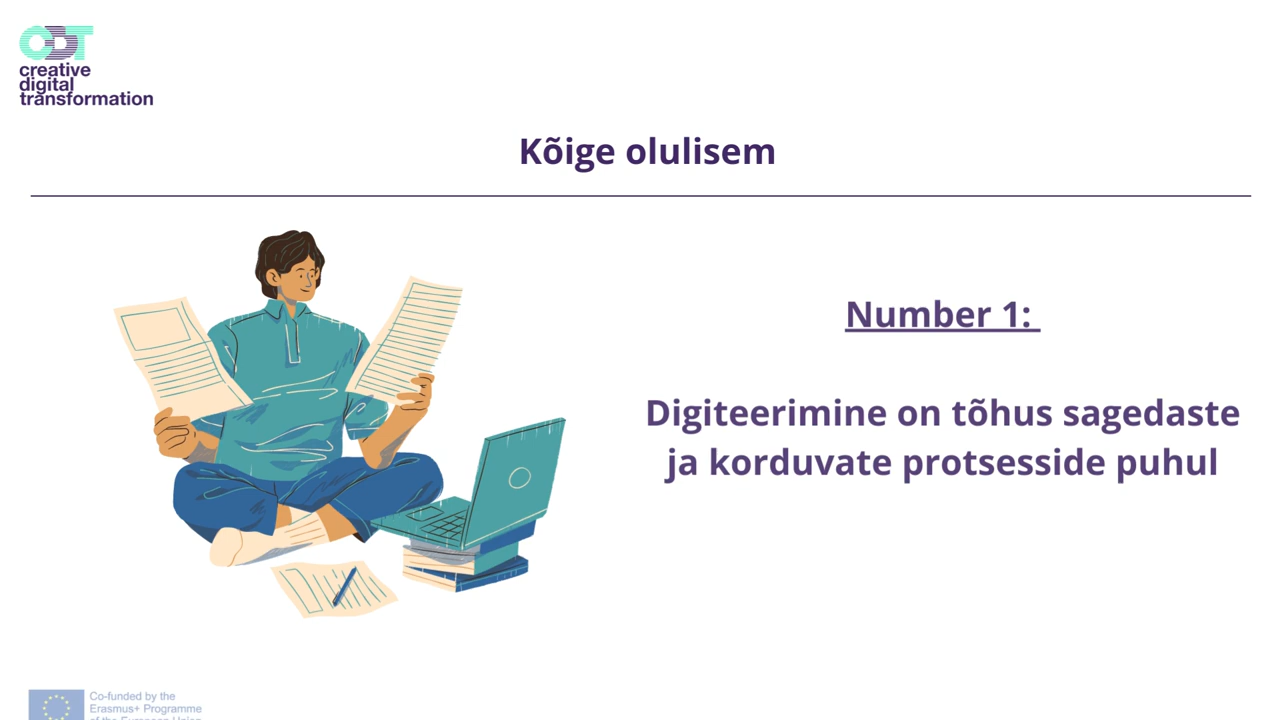 CDT
creative
digital
transformation
Kõige olulisem
Number 1:
Digiteerimine on tõhus sagedaste
ja korduvate protsesside puhul
Co-funded by the
Erasmus+ Programme
of the European Union